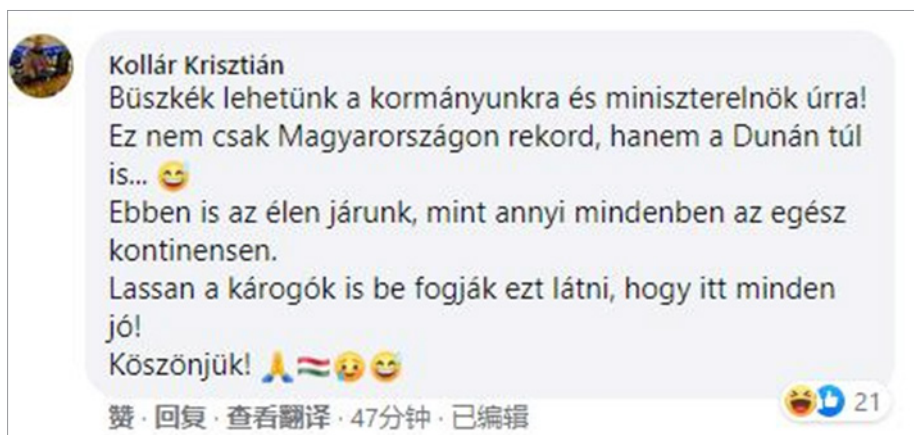 Kollár Krisztián
Büszkék lehetünk a kormányunkra és miniszterelnök úrra!
Ez nem csak Magyarországon rekord, hanem a Dunán túl
is... 😅
Ebben is az élen járunk, mint annyi mindenben az egész
kontinensen.
Lassan a károgók is be fogják ezt látni, hogy itt minden
jó!
Köszönjük! 🙏🇭🇺😥😅
赞 · 回复 · 查看翻译 · 47分钟 · 已编辑
21